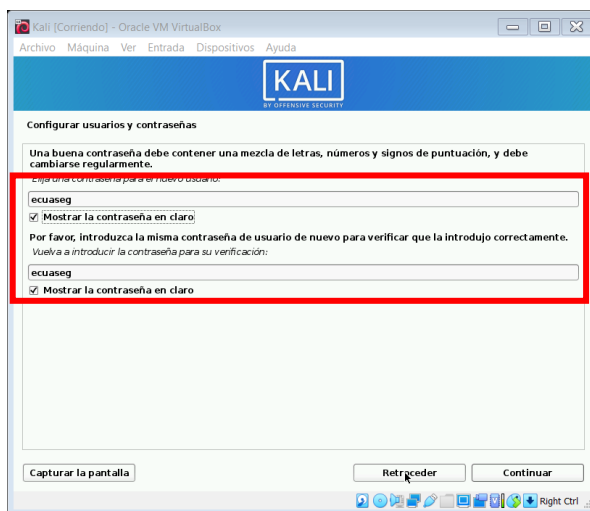 Kali [Corriendo] - Oracle VM VirtualBox
Archivo Máquina Ver Entrada Dispositivos Ayuda
KALI
BY OFFENSIVE SECURITY
Configurar usuarios y contraseñas
Una buena contraseña debe contener una mezcla de letras, números y signos de puntuación, y debe
cambiarse regularmente.
Elija una contraseña para el nuevo usuario:
ecuaseg
Mostrar la contraseña en claro
Por favor, introduzca la misma contraseña de usuario de nuevo para verificar que la introdujo correctamente.
Vuelva a introducir la contraseña para su verificación:
ecuaseg
Mostrar la contraseña en claro
Capturar la pantalla Retroceder Continuar
Right Ctrl